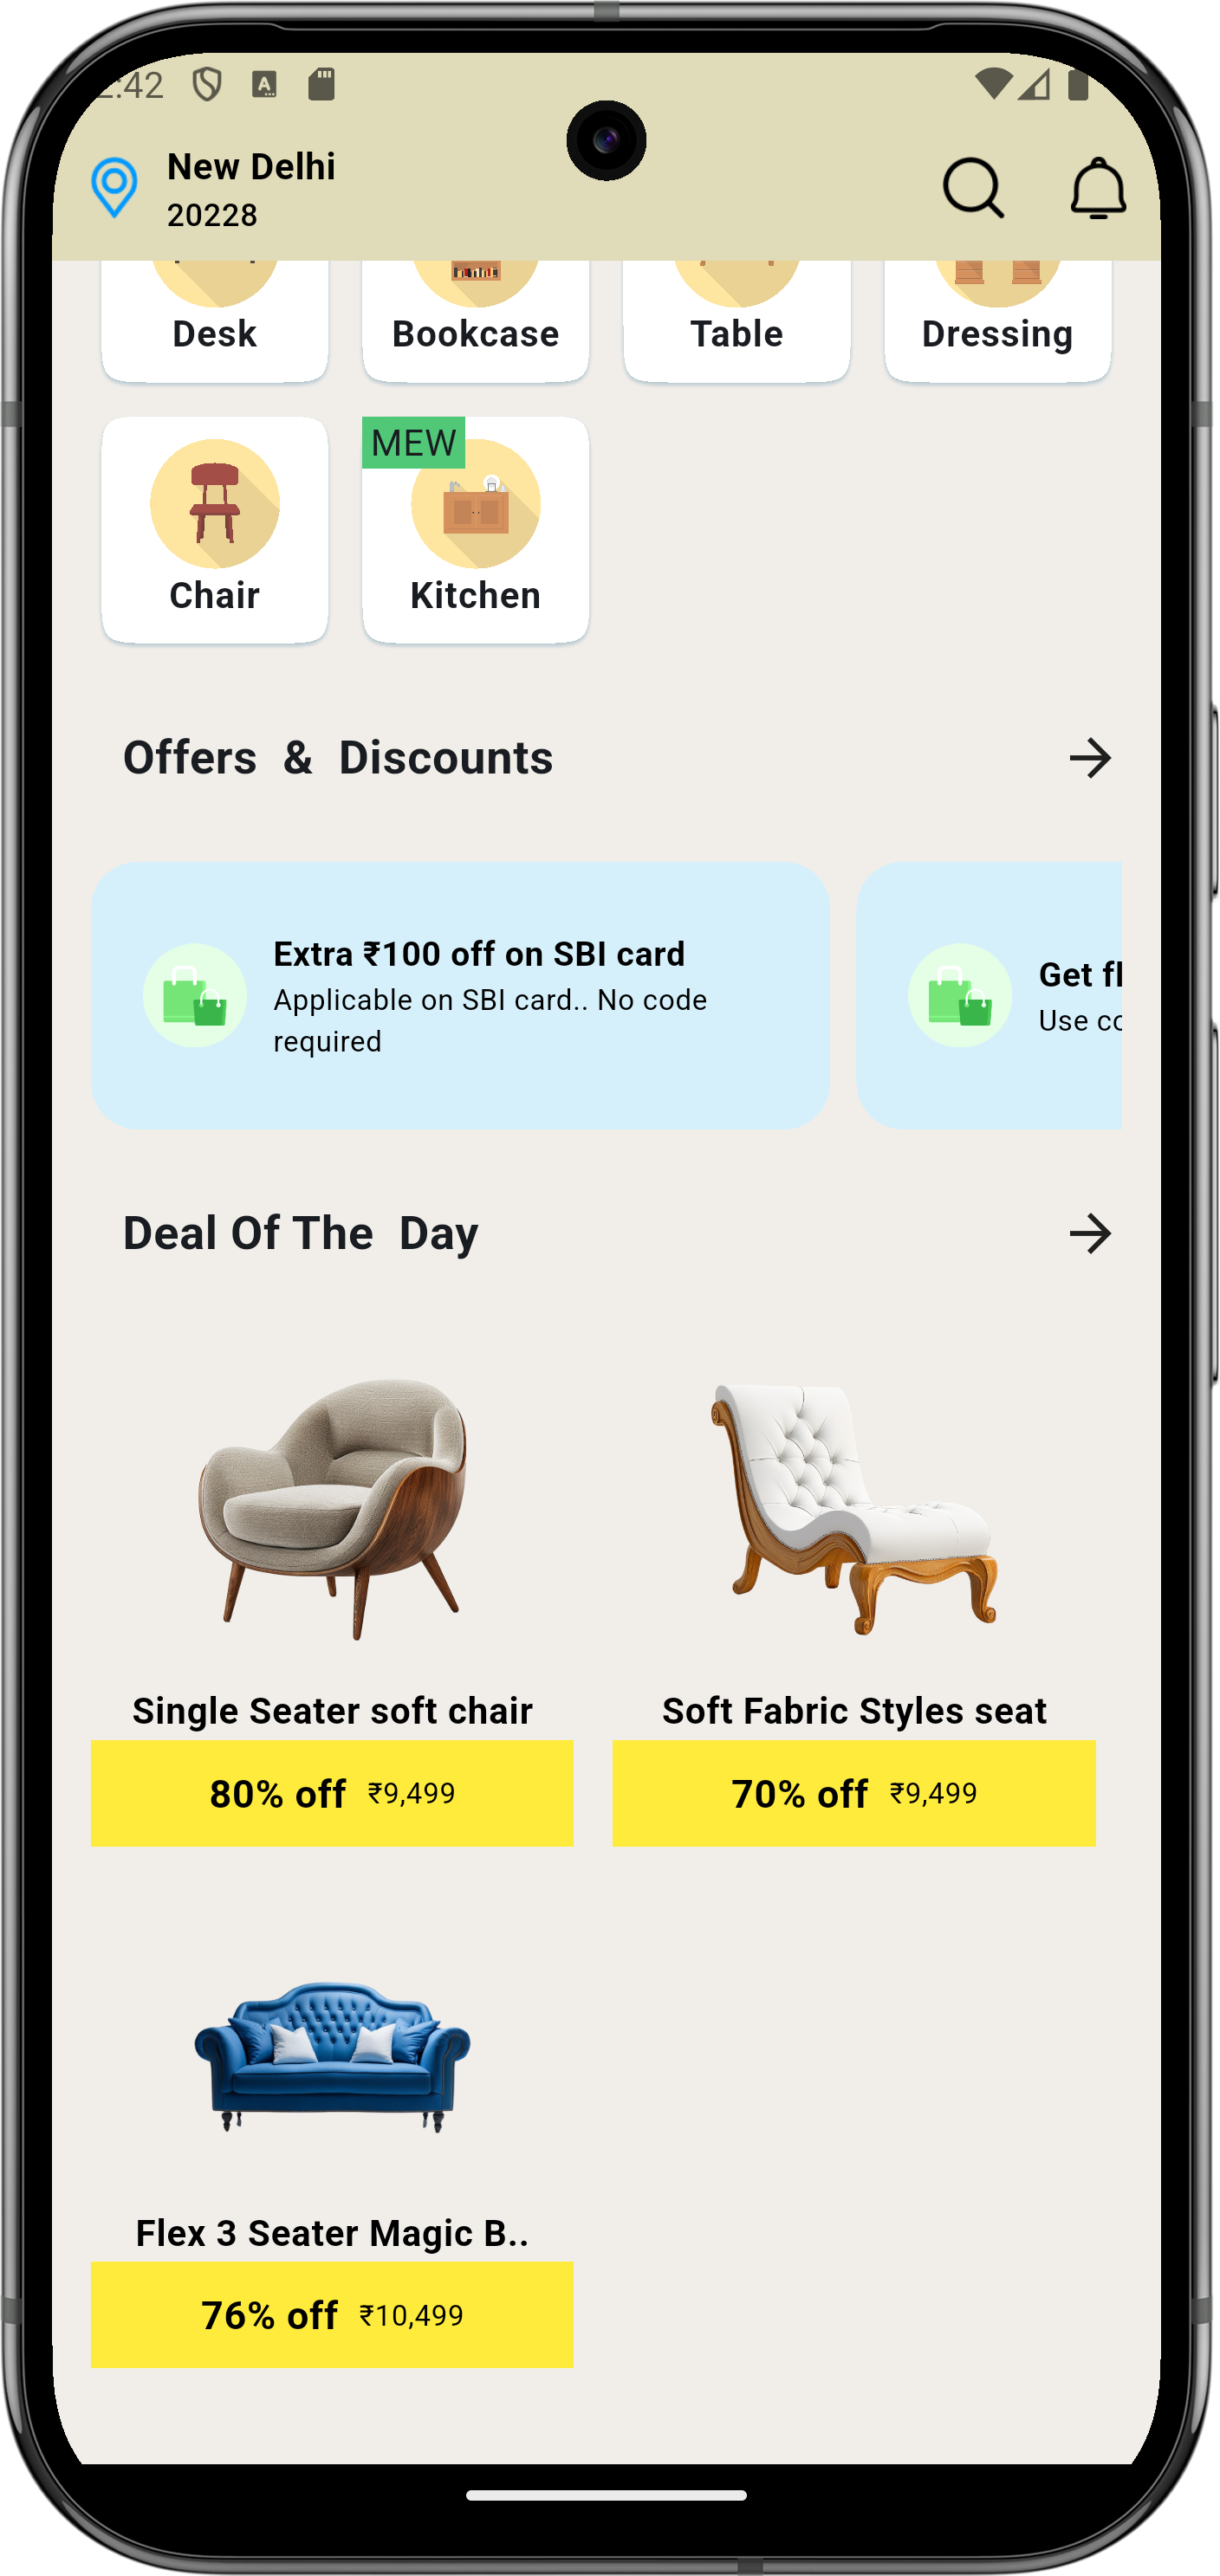 :42
New Delhi
20228
Desk
Bookcase
Table
Dressing
MEW
Chair
Kitchen
Offers & Discounts
Extra ₹100 off on SBI card
Applicable on SBI card.. No code
required
Get
Use
Deal Of The Day
Single Seater soft chair
80% off ₹9,499
Soft Fabric Styles seat
70% off ₹9,499
Flex 3 Seater Magic B..
76% off ₹10,499